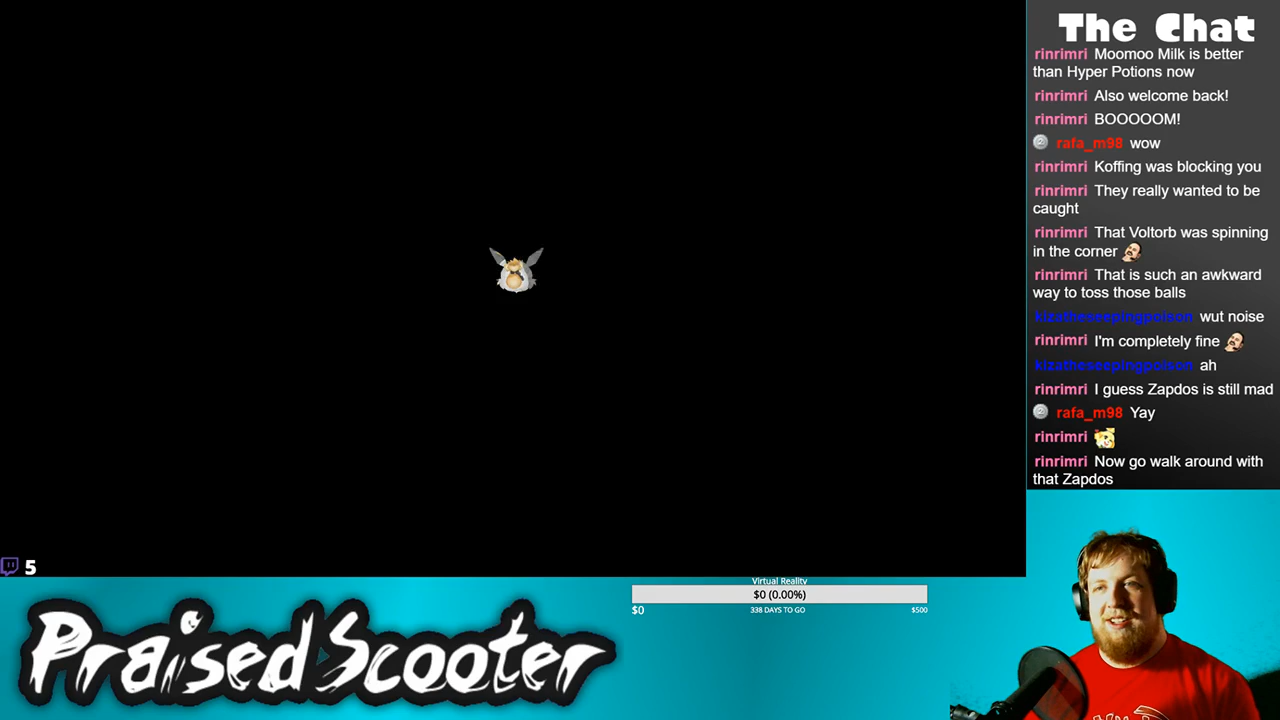 The Chat
rinrimri Moomoo Milk is better
than Hyper Potions now
rinrimri Also welcome back!
rinrimri BOOOOOM!
2 rafa_m98 wow
rinrimri Koffing was blocking you
rinrimri They really wanted to be
caught
rinrimri That Voltorb was spinning
in the corner
rinrimri That is such an awkward
way to toss those balls
kizatheseepingpoison wut noise
rinrimri I'm completely fine
kizatheseepingpoison ah
rinrimri I guess Zapdos is still mad
2 rafa_m98 Yay
rinrimri
rinrimri Now go walk around with
that Zapdos
5
Virtual Reality
$0 (0.00%)
$0 338 DAYS TO GO $500
PraisedScooter